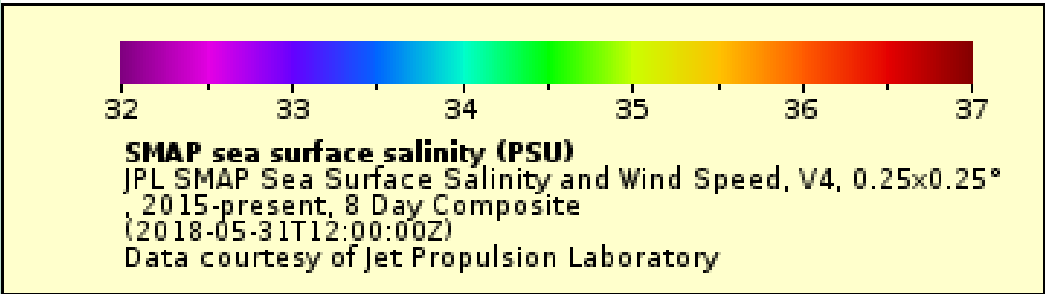 32 33 34 35 36 37
SMAP sea surface salinity (PSU)
JPL SMAP Sea Surface Salinity and Wind Speed, V4, 0.25x0.25°
, 2015-present, 8 Day Composite
(2018-05-31T12:00:00Z)
Data courtesy of Jet Propulsion Laboratory